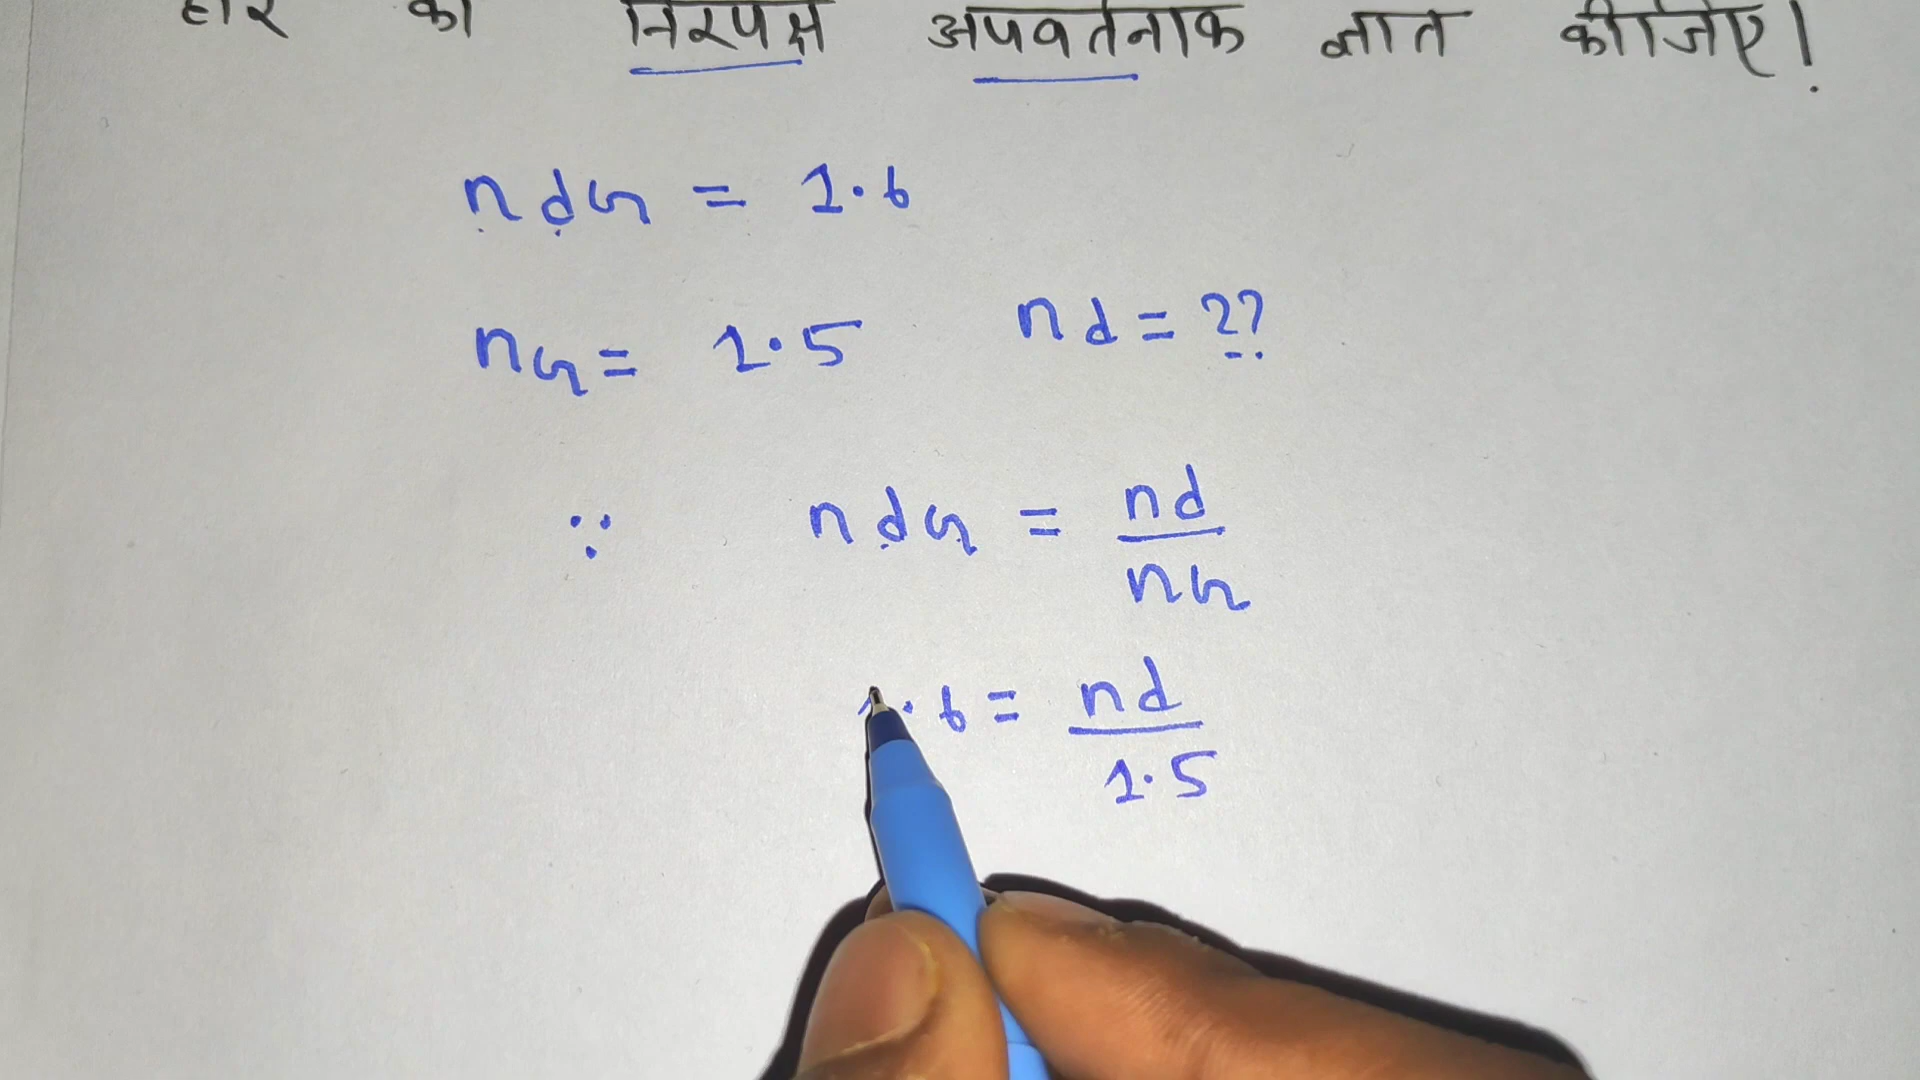 का निरपेक्ष अपवर्तनांक ज्ञात कीजिए।
ndg = 1.6
ng = 1.5 nd = ??
∵ ndg = nd/ng
1.6 = nd/1.5